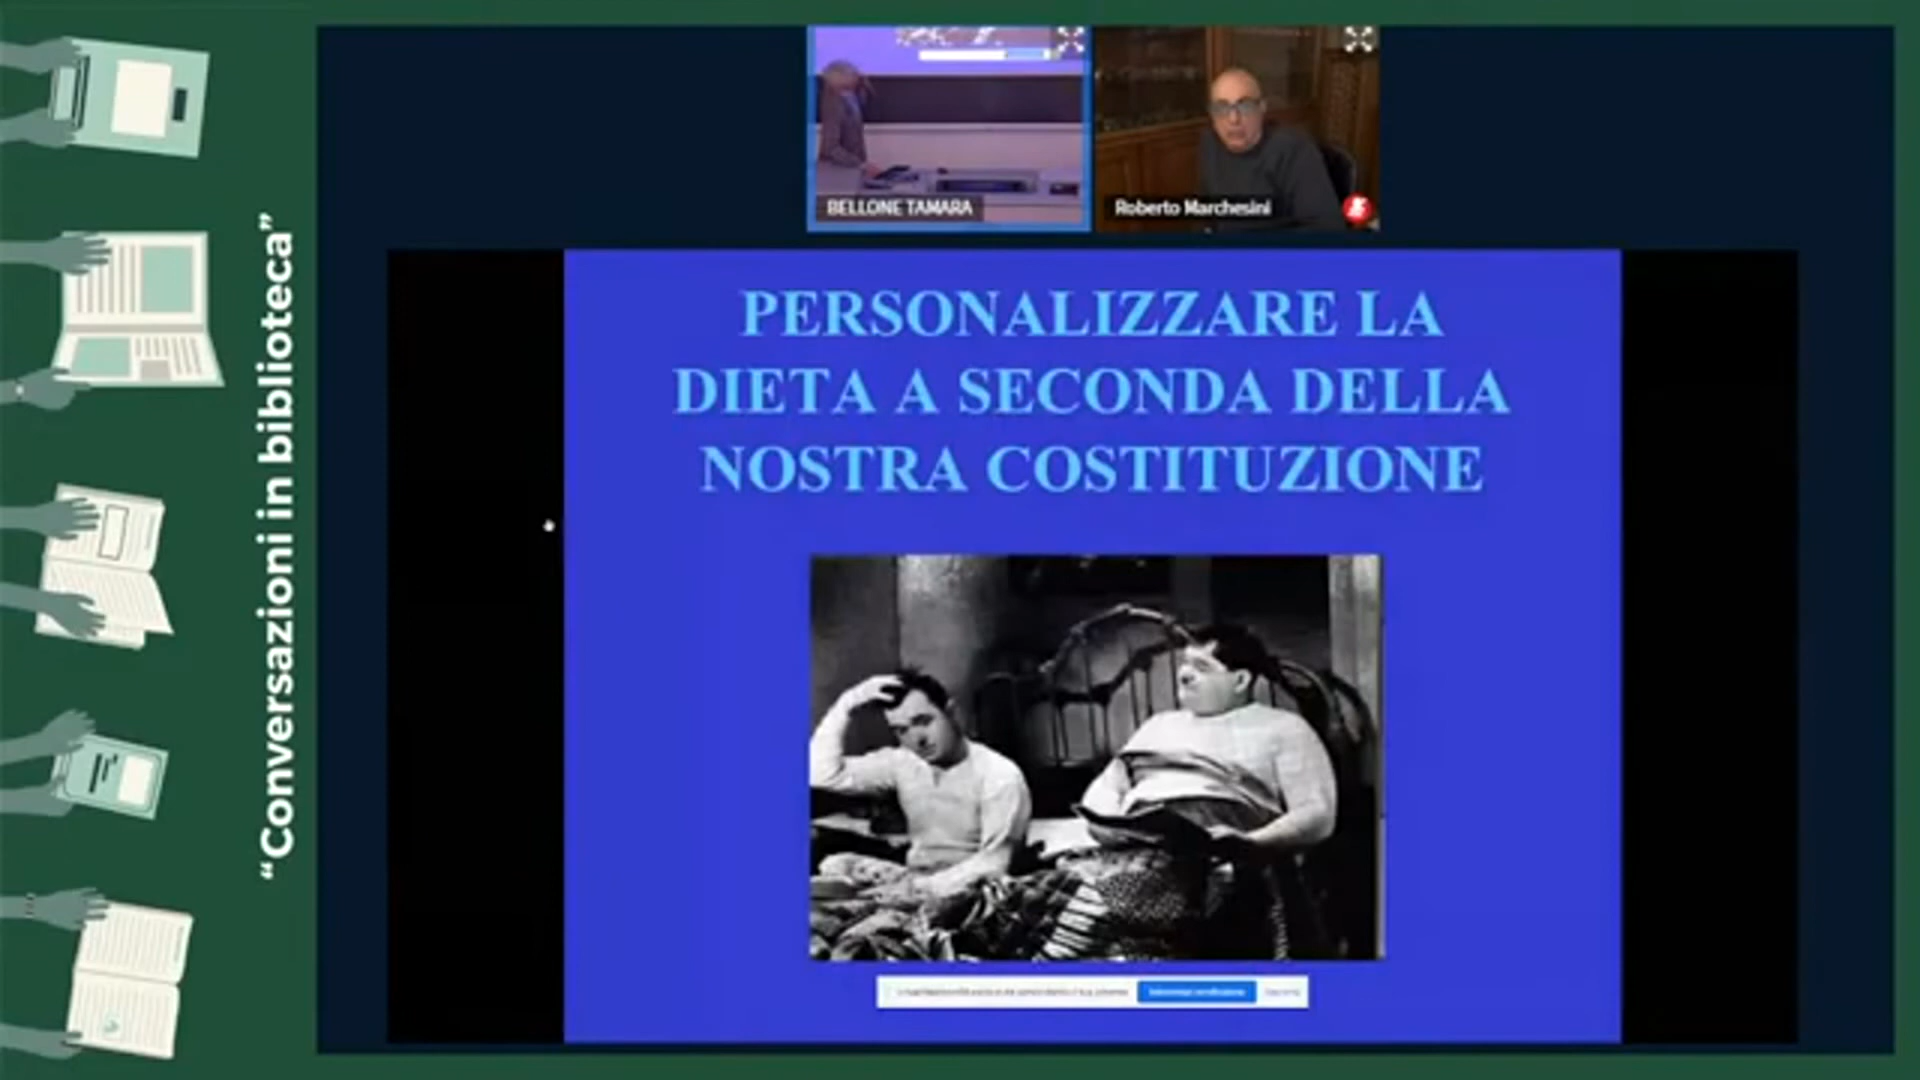 “Conversazioni in biblioteca”
BELLONE TAMARA
Roberto Marchesini
PERSONALIZZARE LA
DIETA A SECONDA DELLA
NOSTRA COSTITUZIONE